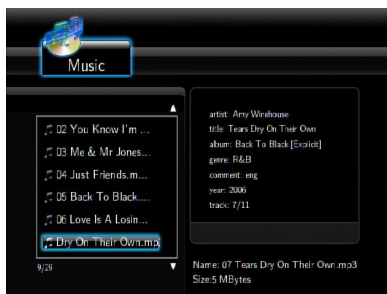 Music
02 You Know I'm ...
03 Me & Mr Jones...
04 Just Friends.m...
05 Back To Black....
06 Love Is A Losin...
Dry On Their Own.mp
9/29
artist: Amy Winehouse
title: Tears Dry On Their Own
album: Back To Black [Explicit]
genre: R&B
comment: eng
year: 2006
track: 7/11
Name: 07 Tears Dry On Their Own.mp3
Size:5 MBytes